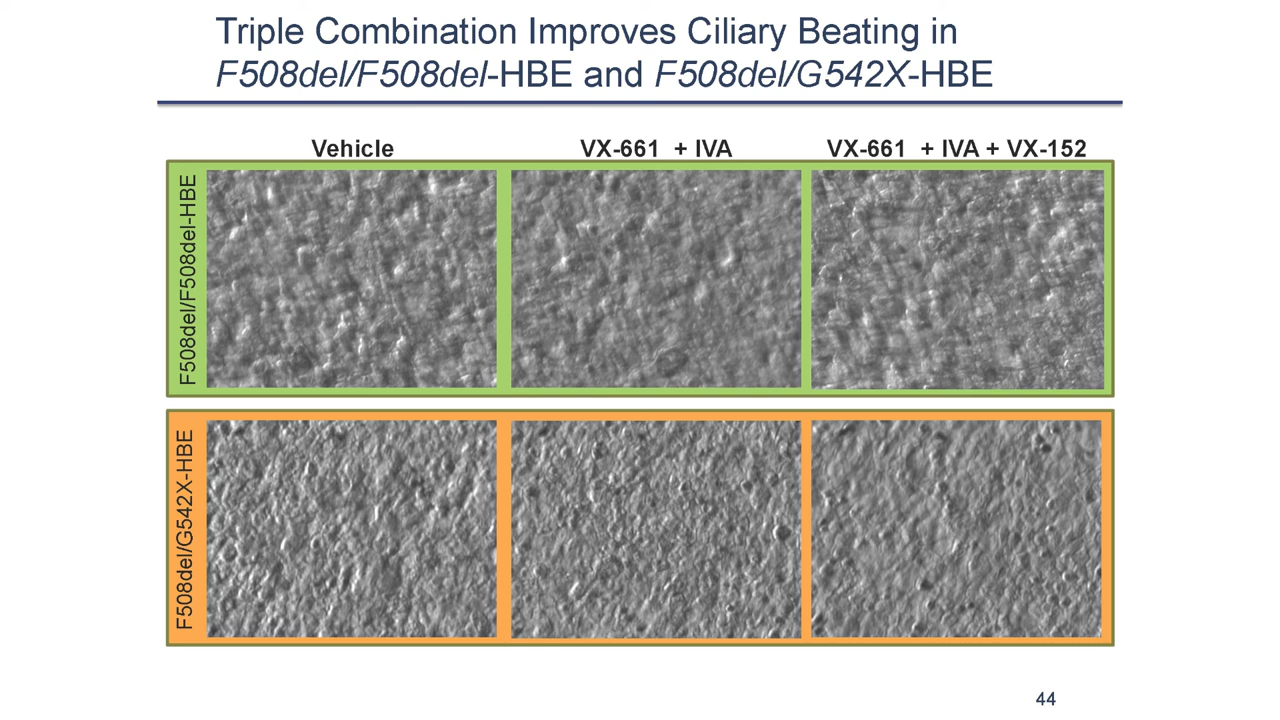 Triple Combination Improves Ciliary Beating in
F508del/F508del-HBE and F508del/G542X-HBE
Vehicle
VX-661 + IVA
VX-661 + IVA + VX-152
F508del/F508del-HBE
F508del/G542X-HBE
44